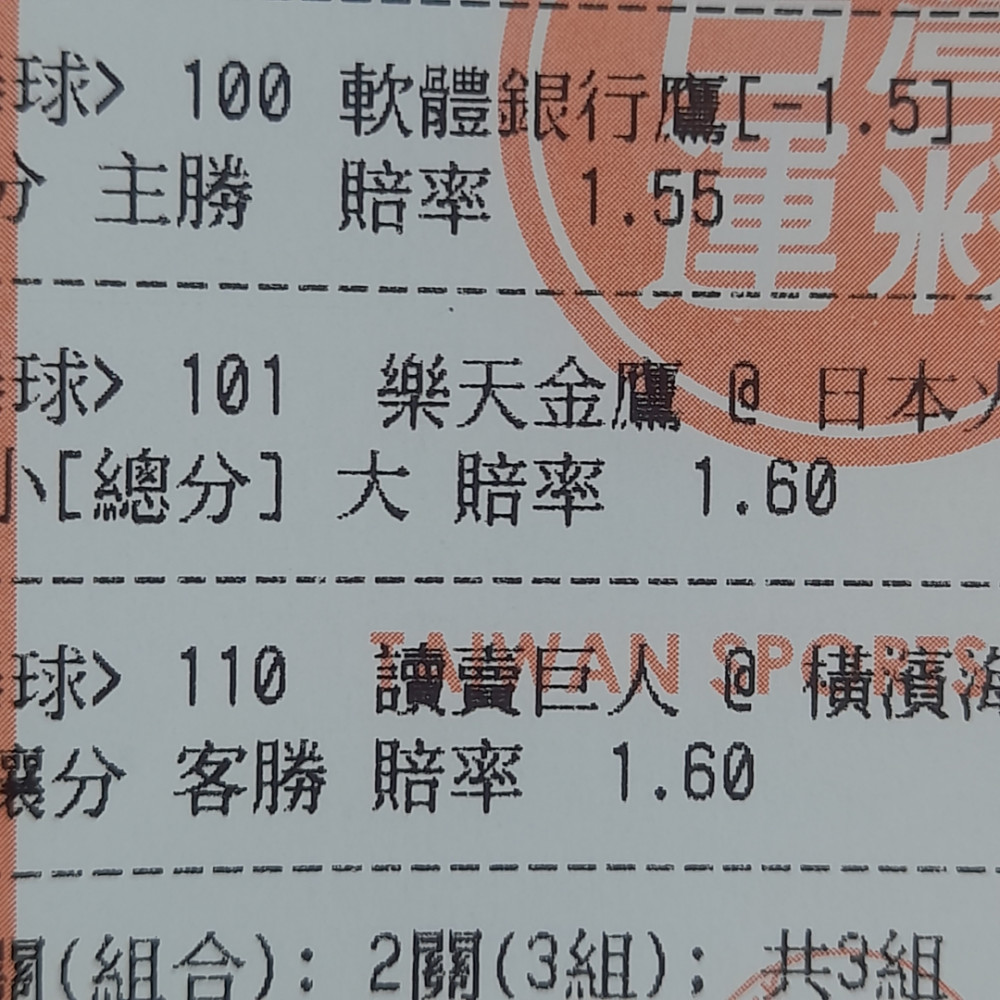 球> 100 軟體銀行鷹[-1.5]
分 主勝 賠率 1.55
球> 101 樂天金鷹 @ 日本
[總分] 大 賠率 1.60
TAIWAN SPORTS
球> 110 讀賣巨人 @ 橫濱海
讓分 客勝 賠率 1.60
關(組合): 2關(3組); 共3組